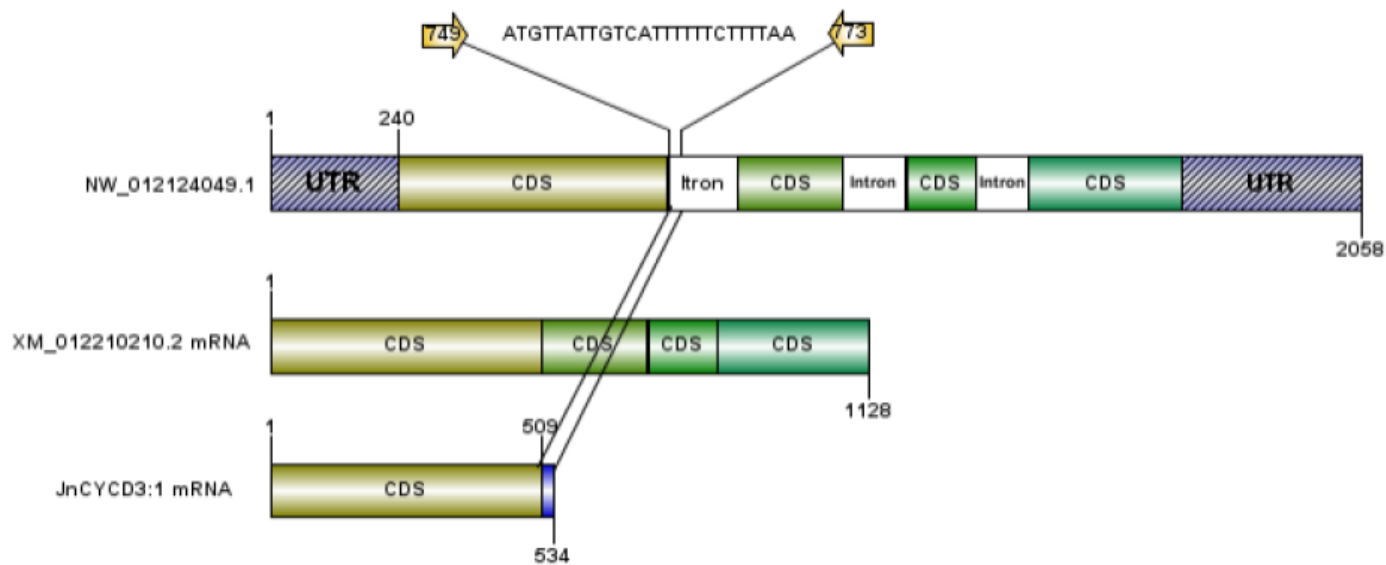 749 ATGTTATTGTCATTTTTTCTTTTAA 773
1 240
NW_012124049.1 UTR CDS Itron CDS Intron CDS Intron CDS UTR
2058
1
XM_012210210.2 mRNA CDS CDS CDS CDS
1128
1 509
JnCYCD3:1 mRNA CDS
534